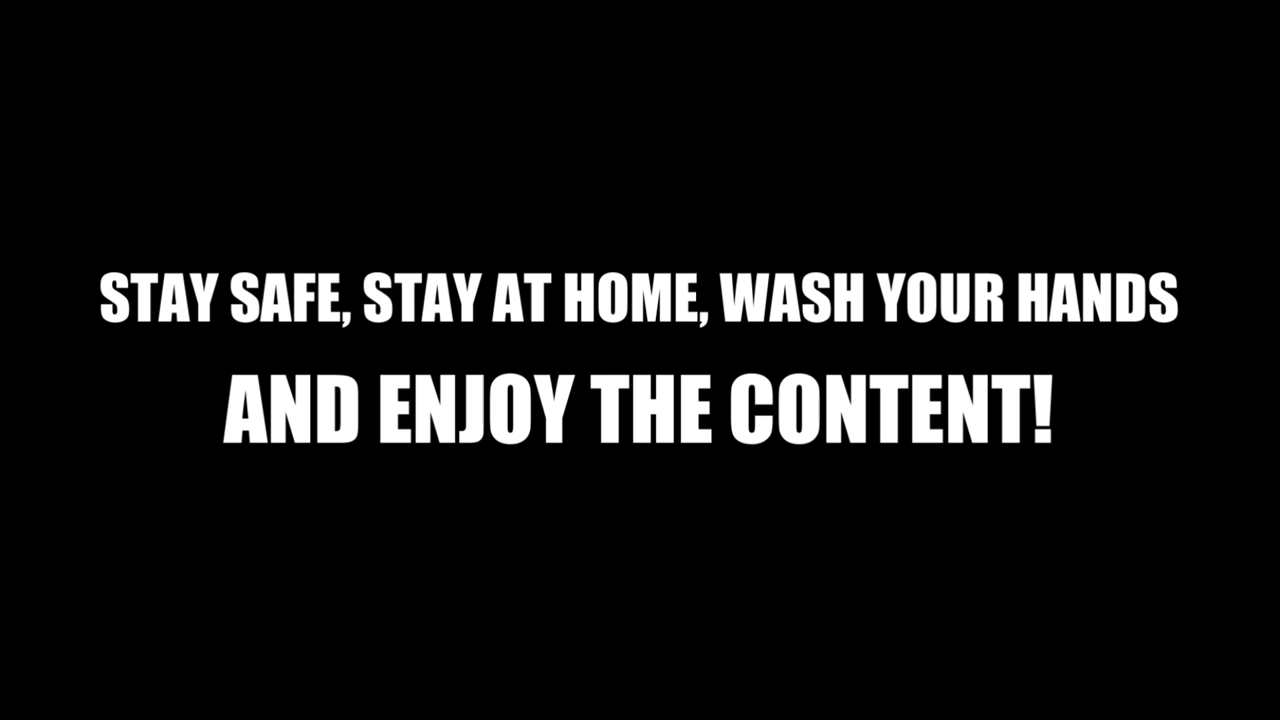 STAY SAFE, STAY AT HOME, WASH YOUR HANDS
AND ENJOY THE CONTENT!